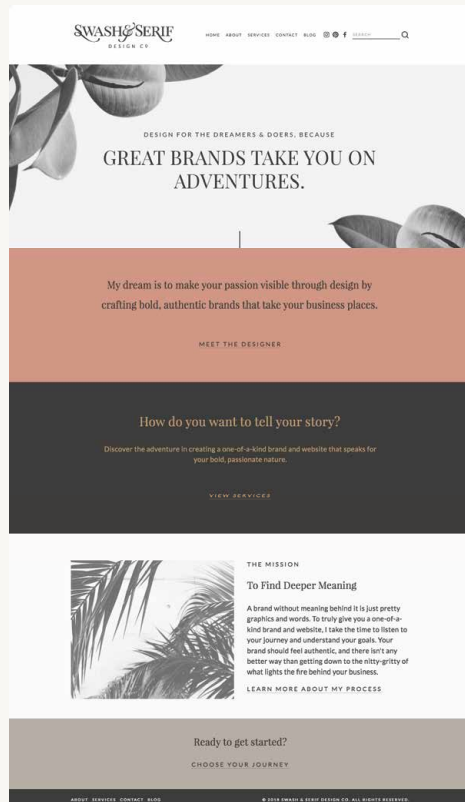 SWASH & SERIF
DESIGN Cº
HOME ABOUT SERVICES CONTACT BLOG
SEARCH
DESIGN FOR THE DREAMERS & DOERS, BECAUSE
GREAT BRANDS TAKE YOU ON
ADVENTURES.
My dream is to make your passion visible through design by
crafting bold, authentic brands that take your business places.
MEET THE DESIGNER
How do you want to tell your story?
Discover the adventure in creating a one-of-a-kind brand and website that speaks for
your bold, passionate nature.
VIEW SERVICES
THE MISSION
To Find Deeper Meaning
A brand without meaning behind it is just pretty
graphics and words. To truly give you a one-of-a-
kind brand and website, I take the time to listen to
your journey and understand your goals. Your
brand should feel authentic, and there isn't any
better way than getting down to the nitty-gritty of
what lights the fire behind your business.
LEARN MORE ABOUT MY PROCESS
Ready to get started?
CHOOSE YOUR JOURNEY
ABOUT SERVICES CONTACT BLOG
© 2018 SWASH & SERIF DESIGN CO. ALL RIGHTS RESERVED.